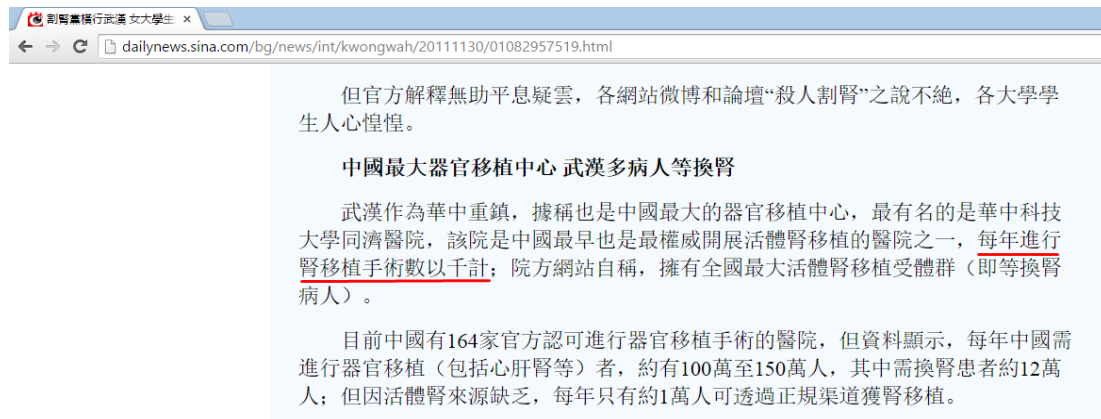 割腎黨橫行武漢 女大學生
dailynews.sina.com/bg/news/int/kwongwah/20111130/01082957519.html
但官方解釋無助平息疑雲，各網站微博和論壇“殺人割腎”之說不絶，各大學學
生人心惶惶。
中國最大器官移植中心 武漢多病人等換腎
武漢作為華中重鎮，據稱也是中國最大的器官移植中心，最有名的是華中科技
大學同濟醫院，該院是中國最早也是最權威開展活體腎移植的醫院之一，每年進行
腎移植手術數以千計；院方網站自稱，擁有全國最大活體腎移植受體群（即等換腎
病人）。
目前中國有164家官方認可進行器官移植手術的醫院，但資料顯示，每年中國需
進行器官移植（包括心肝腎等）者，約有100萬至150萬人，其中需換腎患者約12萬
人；但因活體腎來源缺乏，每年只有約1萬人可透過正規渠道獲腎移植。